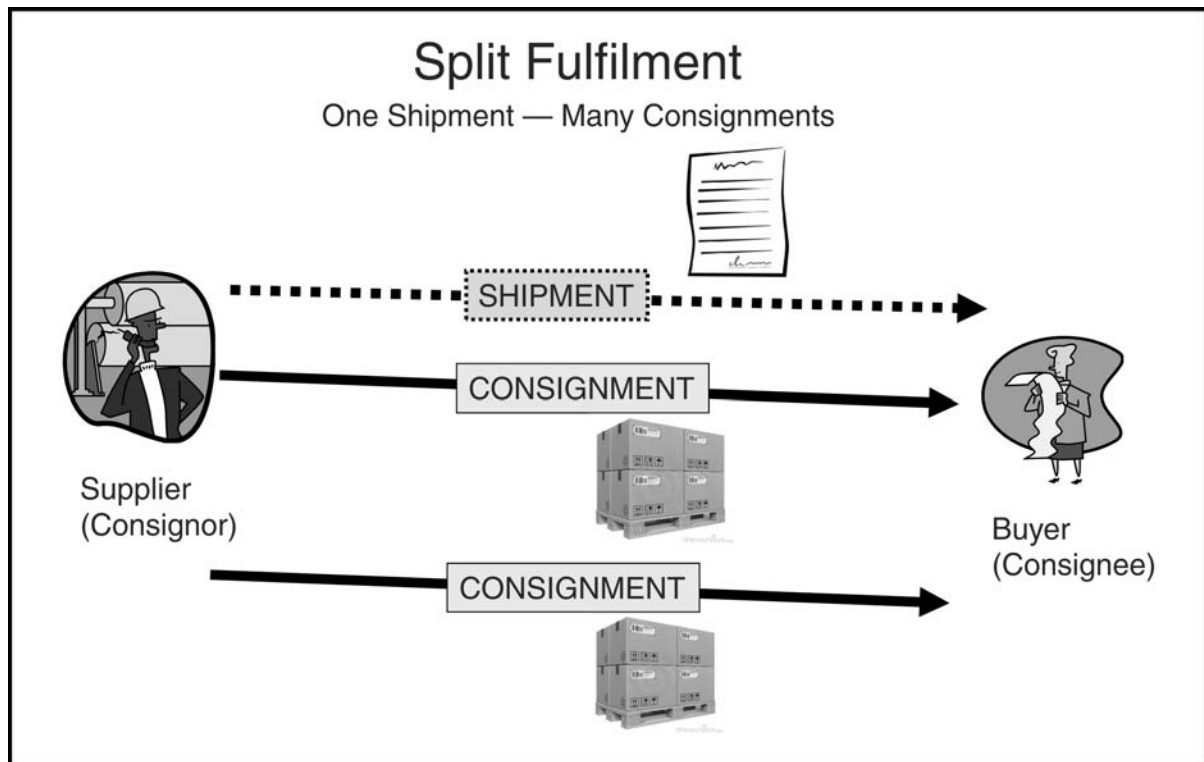 Split Fulfilment
One Shipment — Many Consignments
SHIPMENT
CONSIGNMENT
Supplier
(Consignor)
Buyer
(Consignee)
CONSIGNMENT